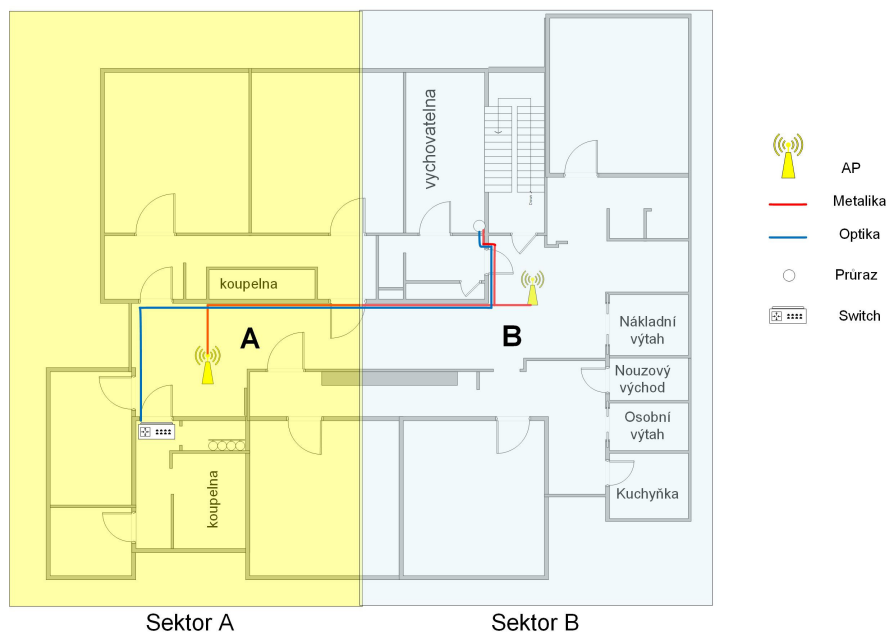 vychovatelna
koupelna
A
B
Nákladní
výtah
Nouzový
východ
Osobní
výtah
Kuchyňka
koupelna
Sektor A
Sektor B
AP
Metalika
Optika
Průraz
Switch